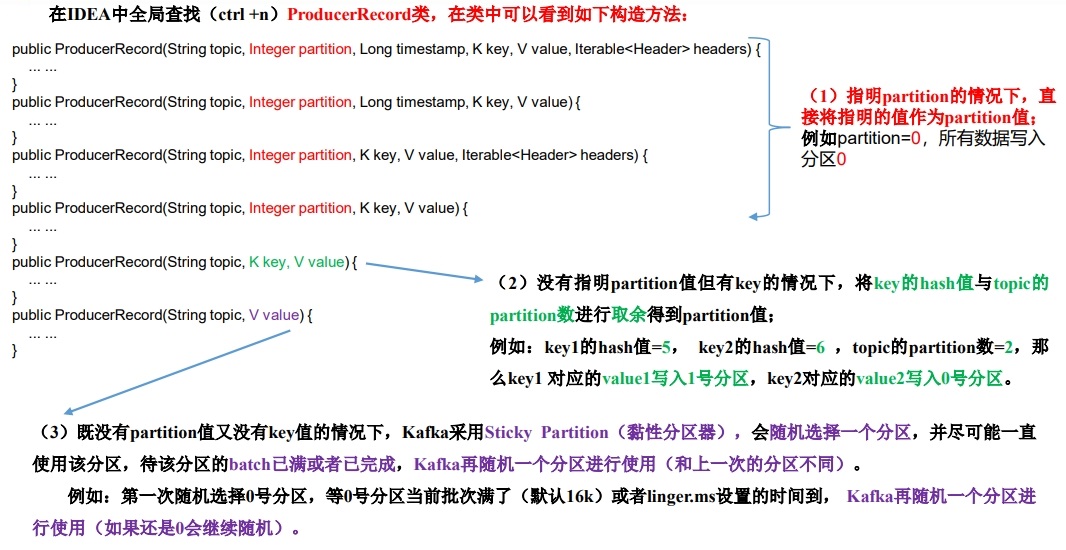 在IDEA中全局查找（ctrl +n）ProducerRecord类，在类中可以看到如下构造方法：
public ProducerRecord(String topic, Integer partition, Long timestamp, K key, V value, Iterable<Header> headers) {
... ...
}
public ProducerRecord(String topic, Integer partition, Long timestamp, K key, V value) {
... ...
}
public ProducerRecord(String topic, Integer partition, K key, V value, Iterable<Header> headers) {
... ...
}
public ProducerRecord(String topic, Integer partition, K key, V value) {
... ...
}
public ProducerRecord(String topic, K key, V value) {
... ...
}
public ProducerRecord(String topic, V value) {
... ...
}
（1）指明partition的情况下，直
接将指明的值作为partition值；
例如partition=0，所有数据写入
分区0
（2）没有指明partition值但有key的情况下，将key的hash值与topic的
partition数进行取余得到partition值；
例如：key1的hash值=5， key2的hash值=6 ，topic的partition数=2，那
么key1 对应的value1写入1号分区，key2对应的value2写入0号分区。
（3）既没有partition值又没有key值的情况下，Kafka采用Sticky Partition（黏性分区器），会随机选择一个分区，并尽可能一直
使用该分区，待该分区的batch已满或者已完成，Kafka再随机一个分区进行使用（和上一次的分区不同）。
例如：第一次随机选择0号分区，等0号分区当前批次满了（默认16k）或者linger.ms设置的时间到， Kafka再随机一个分区进
行使用（如果还是0会继续随机）。